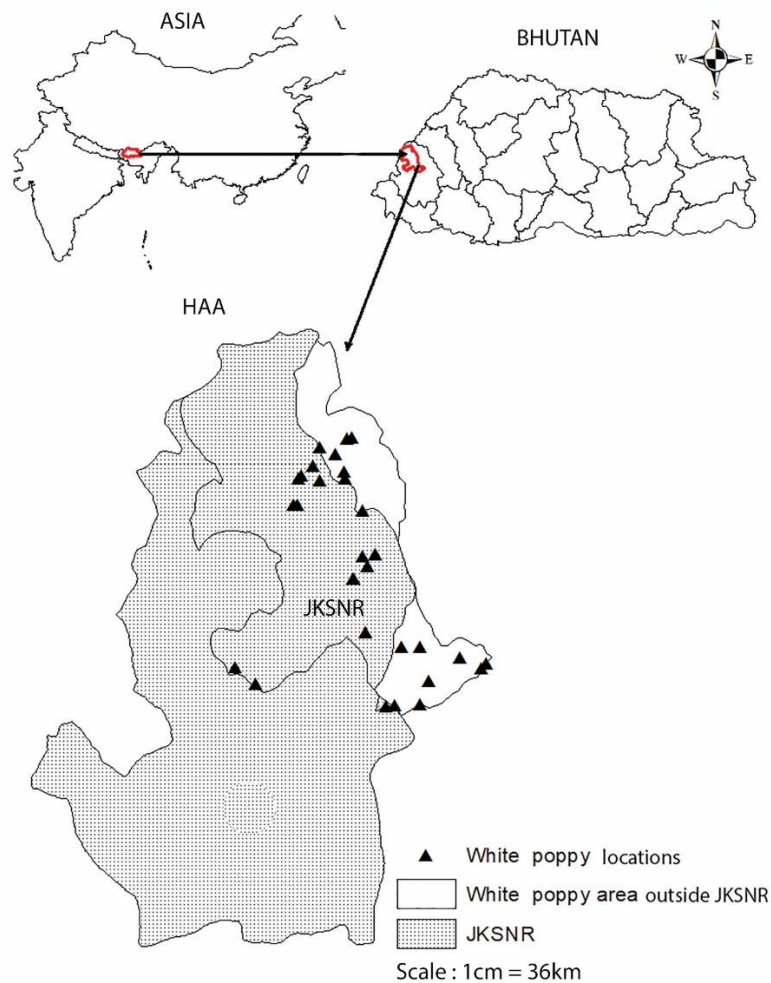 ASIA
BHUTAN
N
W E
S
HAA
JKSNR
White poppy locations
White poppy area outside JKSNR
JKSNR
Scale : 1cm = 36km